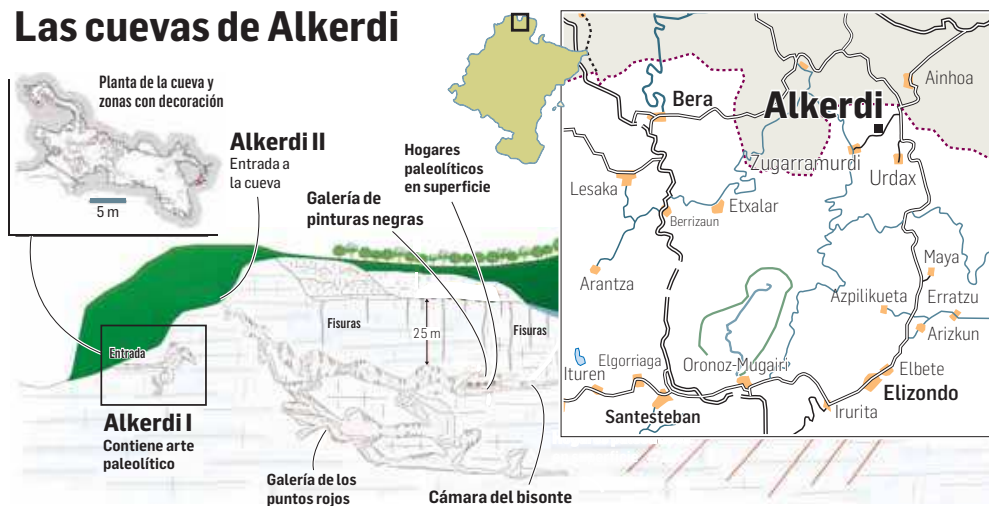 Las cuevas de Alkerdi
Planta de la cueva y
zonas con decoración
5 m
Alkerdi II
Entrada a
la cueva
Galería de
pinturas negras
Hogares
paleolíticos
en superficie
Fisuras
25 m
Fisuras
Entrada
Alkerdi I
Contiene arte
paleolítico
Galería de los
puntos rojos
Cámara del bisonte
Bera
Alkerdi
Ainhoa
Zugarramurdi
Urdax
Lesaka
Etxalar
Berrizaun
Arantza
Maya
Azpilikueta
Erratzu
Arizkun
Elgorriaga
Oronoz-Mugairi
Elbete
Ituren
Elizondo
Santesteban
Irurita